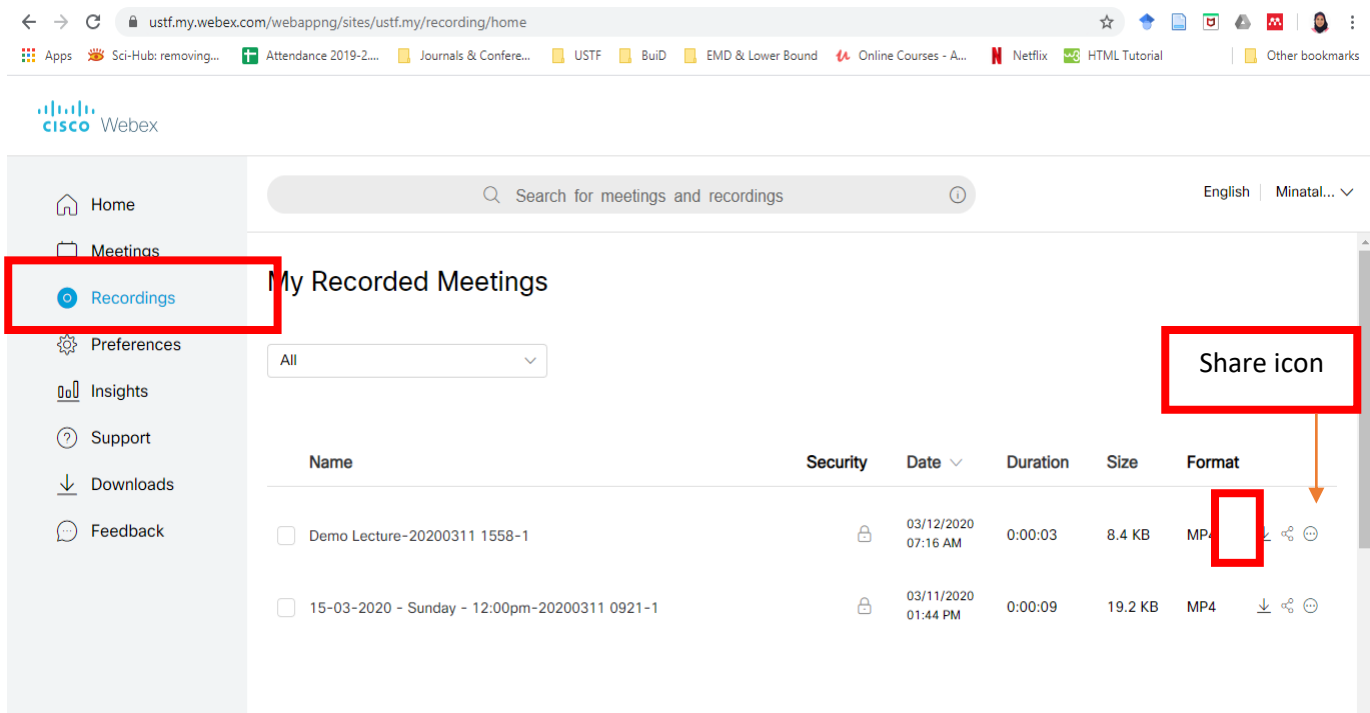 ustf.my.webex.com/webappng/sites/ustf.my/recording/home
Apps Sci-Hub: removing... Attendance 2019-2.... Journals & Confere... USTF BuiD EMD & Lower Bound Online Courses - A... Netflix HTML Tutorial Other bookmarks
cisco Webex
Search for meetings and recordings
English Minatal...
Home
Meetings
Recordings
Preferences
Insights
Support
Downloads
Feedback
My Recorded Meetings
All
Share icon
Name Security Date Duration Size Format
Demo Lecture-20200311 1558-1 03/12/2020 07:16 AM 0:00:03 8.4 KB MP4
15-03-2020 - Sunday - 12:00pm-20200311 0921-1 03/11/2020 01:44 PM 0:00:09 19.2 KB MP4